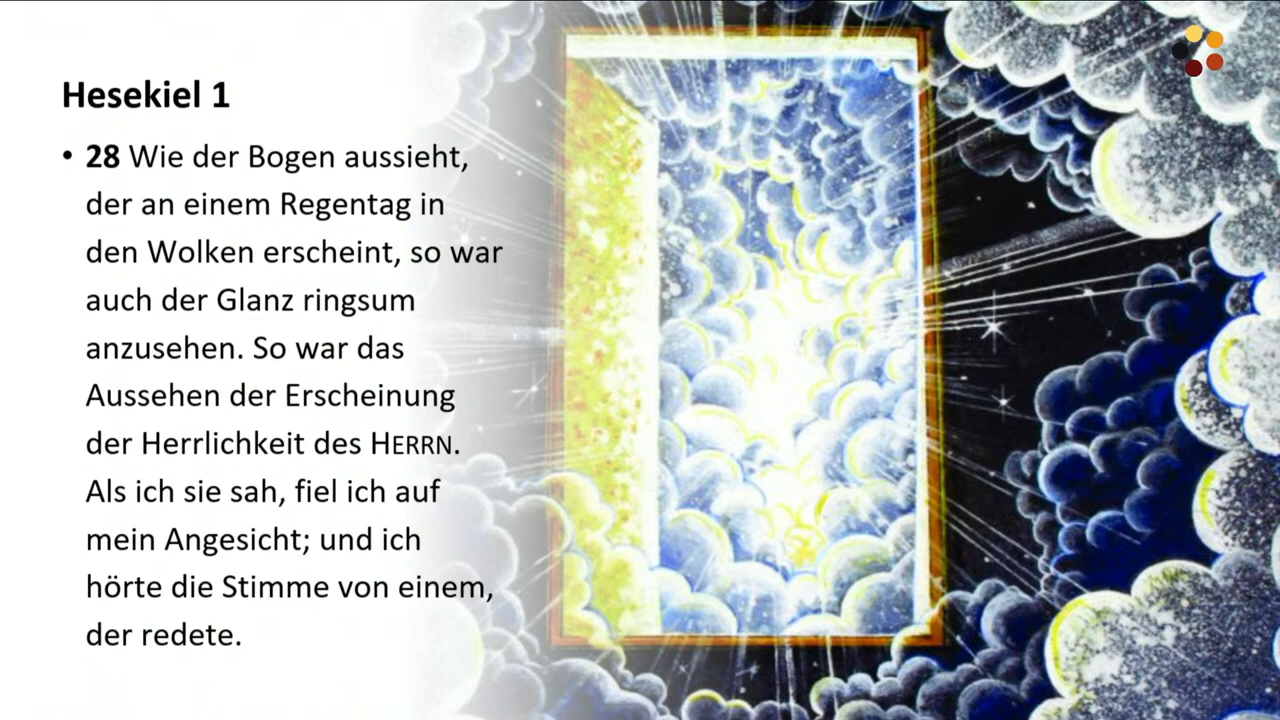 Hesekiel 1
• 28 Wie der Bogen aussieht,
der an einem Regentag in
den Wolken erscheint, so war
auch der Glanz ringsum
anzusehen. So war das
Aussehen der Erscheinung
der Herrlichkeit des HERRN.
Als ich sie sah, fiel ich auf
mein Angesicht; und ich
hörte die Stimme von einem,
der redete.